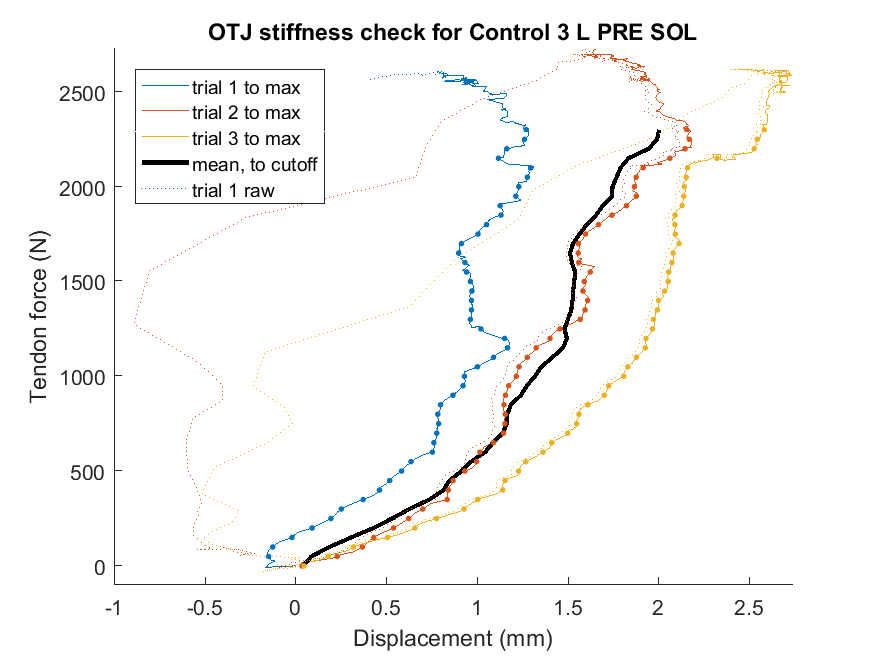 OTJ stiffness check for Control 3 L PRE SOL
trial 1 to max
trial 2 to max
trial 3 to max
mean, to cutoff
trial 1 raw
Tendon force (N)
2500
2000
1500
1000
500
0
-1 -0.5 0 0.5 1 1.5 2 2.5
Displacement (mm)